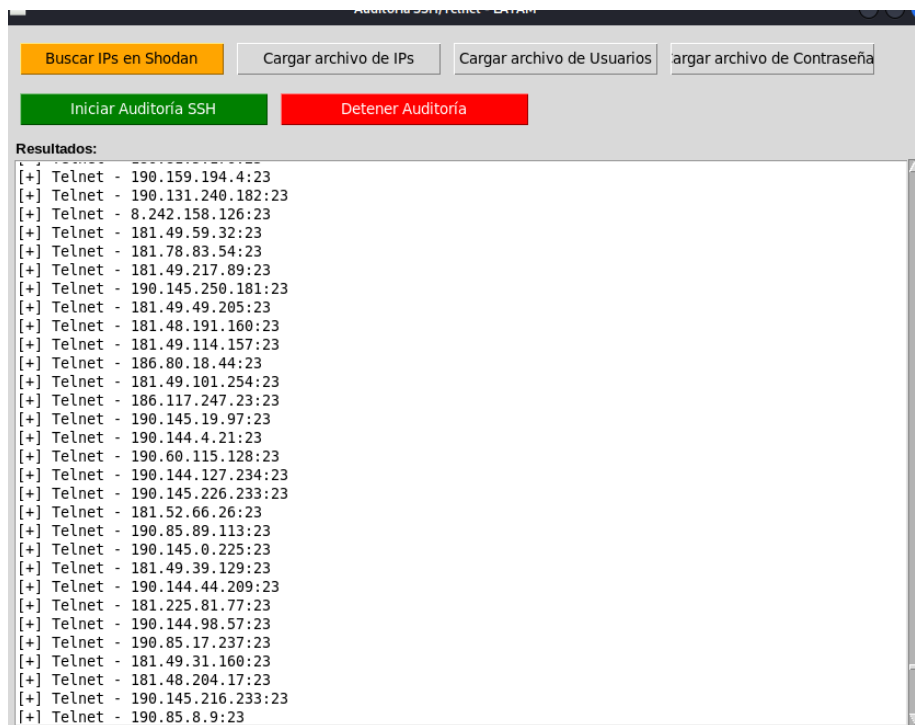 Auditoría SSH/Telnet - LATAM
Buscar IPs en Shodan
Cargar archivo de IPs
Cargar archivo de Usuarios
argar archivo de Contraseña
Iniciar Auditoría SSH
Detener Auditoría
Resultados:
[+] Telnet - 190.159.194.4:23
[+] Telnet - 190.131.240.182:23
[+] Telnet - 8.242.158.126:23
[+] Telnet - 181.49.59.32:23
[+] Telnet - 181.78.83.54:23
[+] Telnet - 181.49.217.89:23
[+] Telnet - 190.145.250.181:23
[+] Telnet - 181.49.49.205:23
[+] Telnet - 181.48.191.160:23
[+] Telnet - 181.49.114.157:23
[+] Telnet - 186.80.18.44:23
[+] Telnet - 181.49.101.254:23
[+] Telnet - 186.117.247.23:23
[+] Telnet - 190.145.19.97:23
[+] Telnet - 190.144.4.21:23
[+] Telnet - 190.60.115.128:23
[+] Telnet - 190.144.127.234:23
[+] Telnet - 190.145.226.233:23
[+] Telnet - 181.52.66.26:23
[+] Telnet - 190.85.89.113:23
[+] Telnet - 190.145.0.225:23
[+] Telnet - 181.49.39.129:23
[+] Telnet - 190.144.44.209:23
[+] Telnet - 181.225.81.77:23
[+] Telnet - 190.144.98.57:23
[+] Telnet - 190.85.17.237:23
[+] Telnet - 181.49.31.160:23
[+] Telnet - 181.48.204.17:23
[+] Telnet - 190.145.216.233:23
[+] Telnet - 190.85.8.9:23